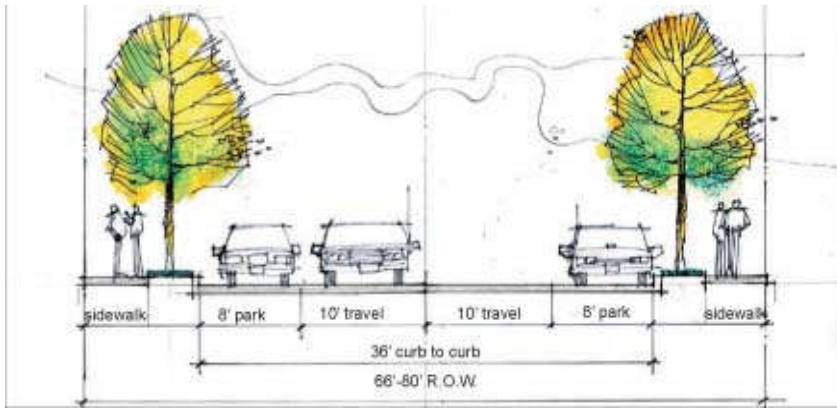 sidewalk 8' park 10' travel 10' travel 8' park sidewalk
36' curb to curb
66'-80' R.O.W.